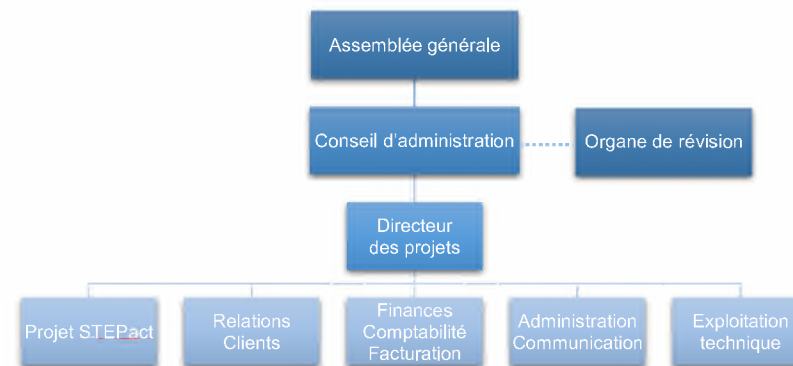 Assemblée générale
Conseil d'administration
Organe de révision
Directeur
des projets
Projet STEPact
Relations
Clients
Finances
Comptabilité
Facturation
Administration
Communication
Exploitation
technique